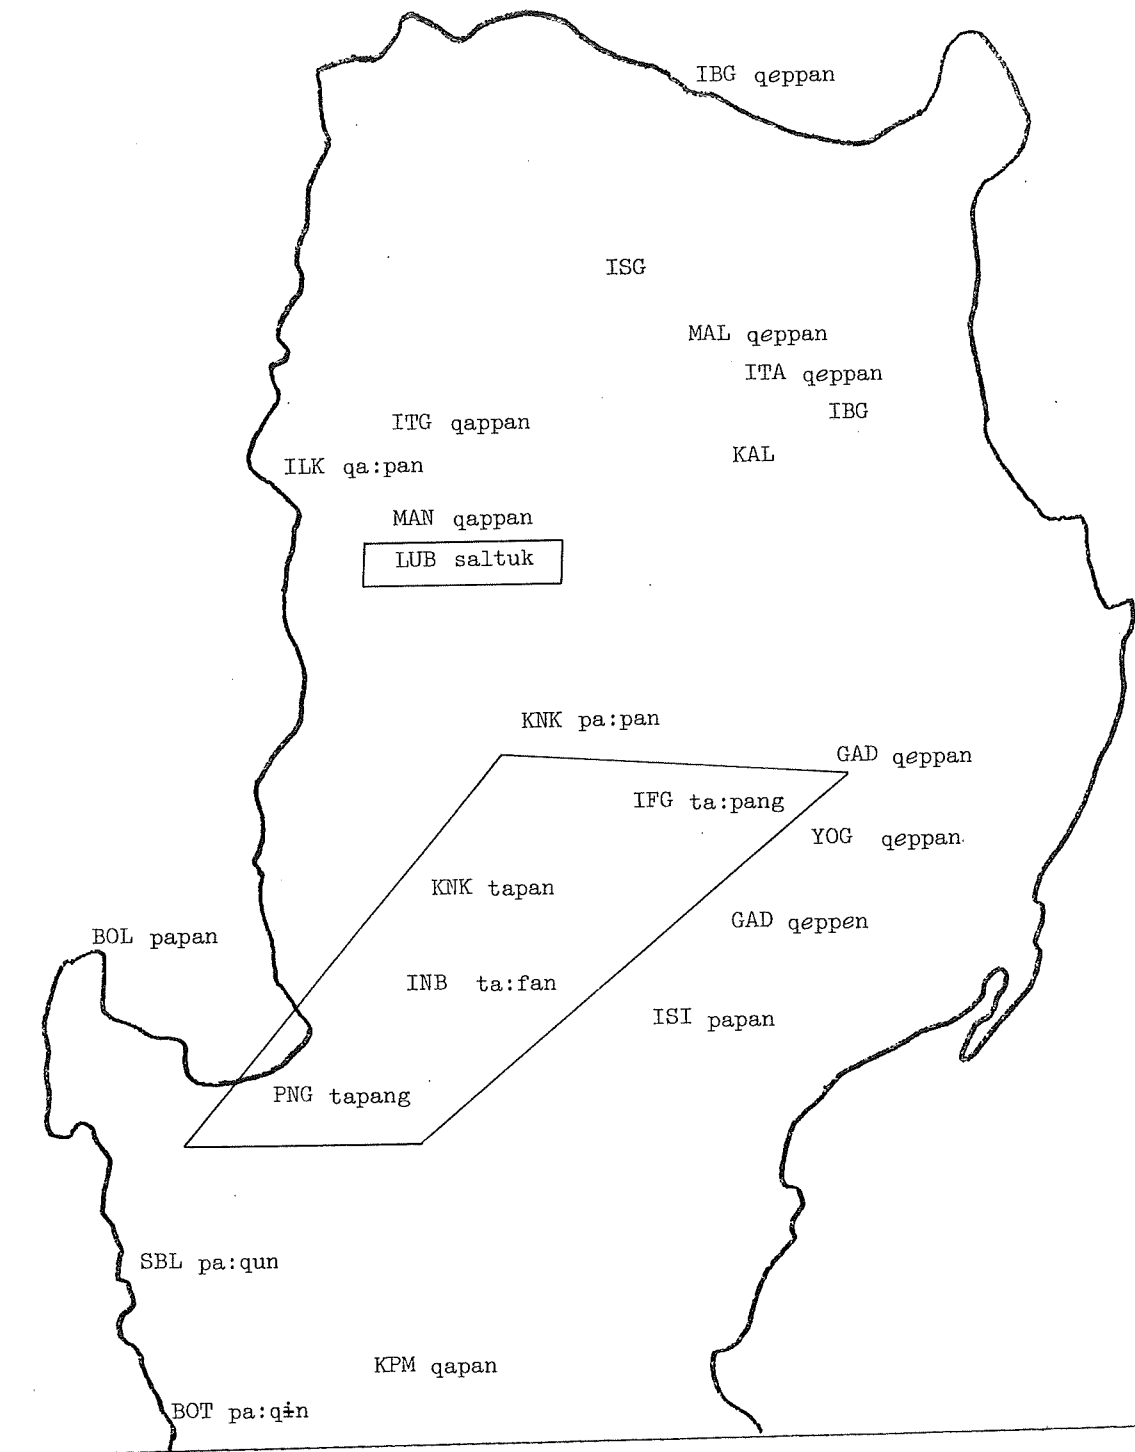 IBG qeppan
ISG
MAL qeppan
ITA qeppan
IBG
ITG qappan
KAL
ILK qa:pan
MAN qappan
LUB saltuk
KNK pa:pan
GAD qeppan
IFG ta:pang
YOG qeppan
KNK tapan
GAD qeppen
BOL papan
INB ta:fan
ISI papan
PNG tapang
SBL pa:qun
KPM qapan
BOT pa:qɨn